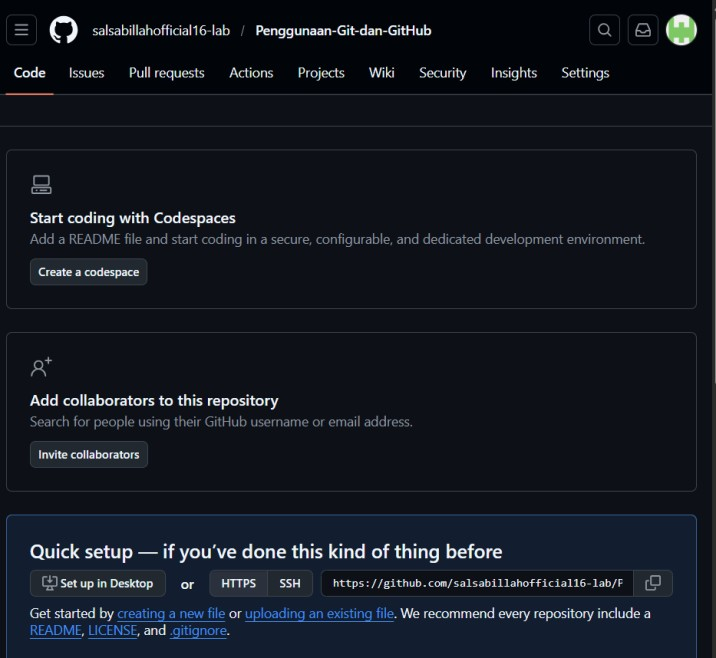 salsabillahofficial16-lab / Penggunaan-Git-dan-GitHub
Code Issues Pull requests Actions Projects Wiki Security Insights Settings
Start coding with Codespaces
Add a README file and start coding in a secure, configurable, and dedicated development environment.
Create a codespace
Add collaborators to this repository
Search for people using their GitHub username or email address.
Invite collaborators
Quick setup — if you've done this kind of thing before
Set up in Desktop or HTTPS SSH https://github.com/salsabillahofficial16-lab/P
Get started by creating a new file or uploading an existing file. We recommend every repository include a
README, LICENSE, and .gitignore.